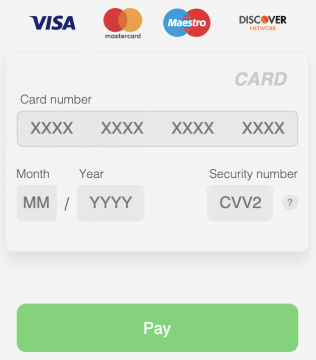 VISA mastercard Maestro DISCOVER
NETWORK
CARD
Card number
XXXX XXXX XXXX XXXX
Month Year Security number
MM / YYYY CVV2 ?
Pay